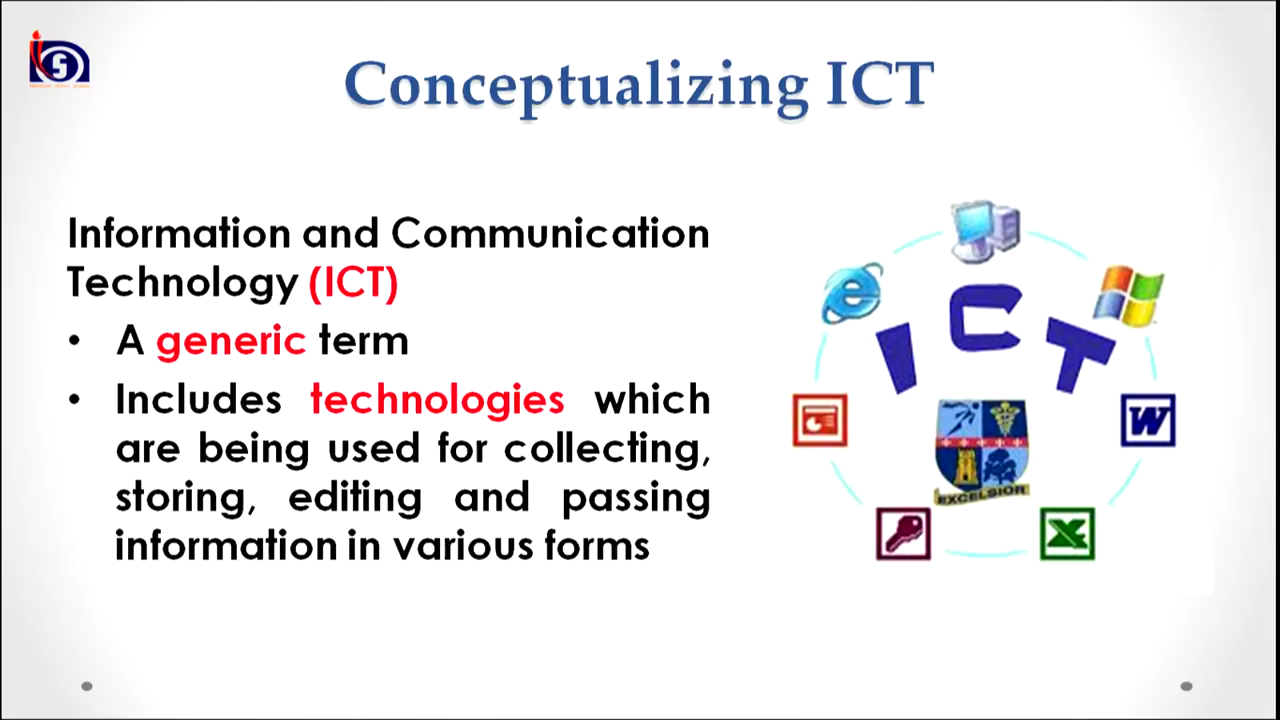 Conceptualizing ICT
Information and Communication
Technology (ICT)
• A generic term
• Includes technologies which
are being used for collecting,
storing, editing and passing
information in various forms
ICT
W
EXCELSIOR